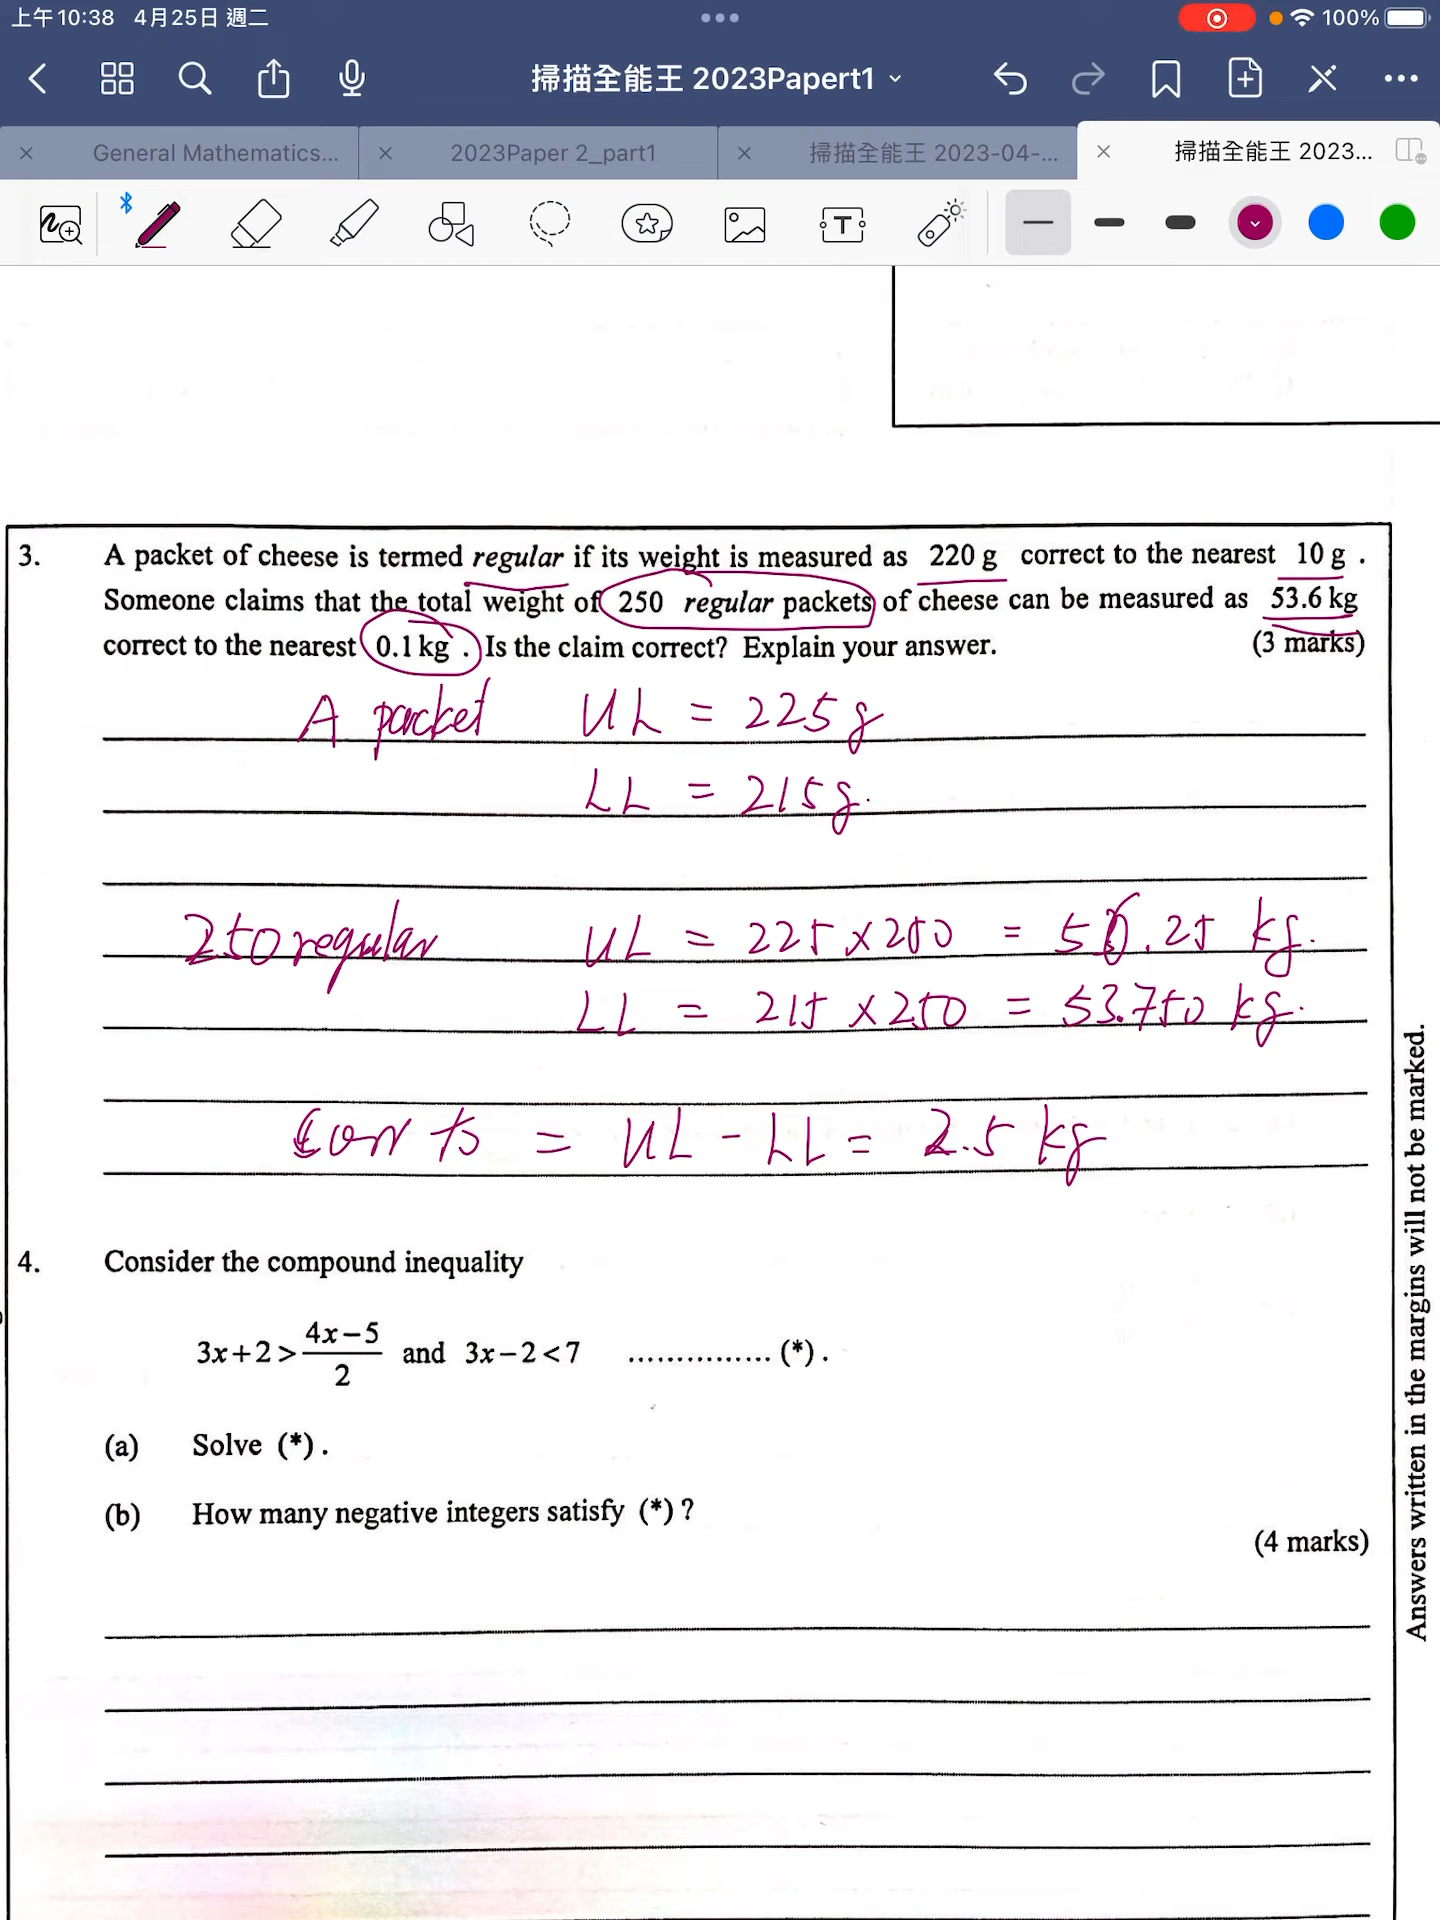 上午10:38 4月25日 週二
100%
掃描全能王 2023Papert1
General Mathematics...
2023Paper 2_part1
掃描全能王 2023-04-...
掃描全能王 2023...
3. A packet of cheese is termed regular if its weight is measured as 220 g correct to the nearest 10 g .
Someone claims that the total weight of 250 regular packets of cheese can be measured as 53.6 kg
correct to the nearest 0.1 kg . Is the claim correct? Explain your answer. (3 marks)
A packet UL = 225g
LL = 215g.
250 regular UL = 225 x 250 = 56.25 kg.
LL = 215 x 250 = 53.750 kg.
= UL - LL = 2.5 kg
4. Consider the compound inequality
3x+2 > (4x−5)/2 and 3x−2<7 ............... (*) .
(a) Solve (*) .
(b) How many negative integers satisfy (*) ?
(4 marks)
Answers written in the margins will not be marked.